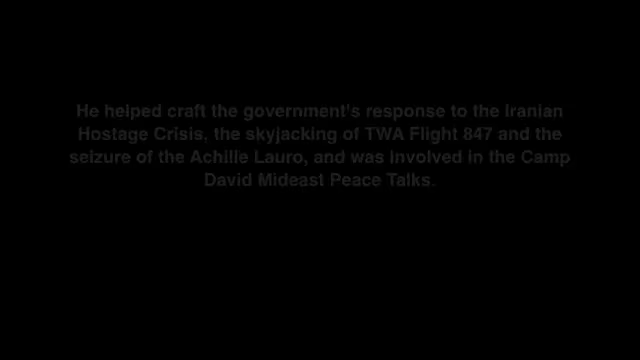 He helped craft the government's response to the Iranian
Hostage Crisis, the skyjacking of TWA Flight 847 and the
seizure of the Achille Lauro, and was involved in the Camp
David Mideast Peace Talks.